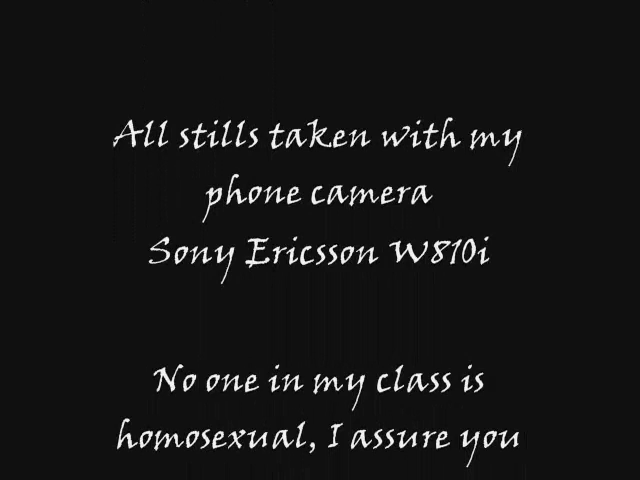 All stills taken with my
phone camera
Sony Ericsson W810i
No one in my class is
homosexual, I assure you